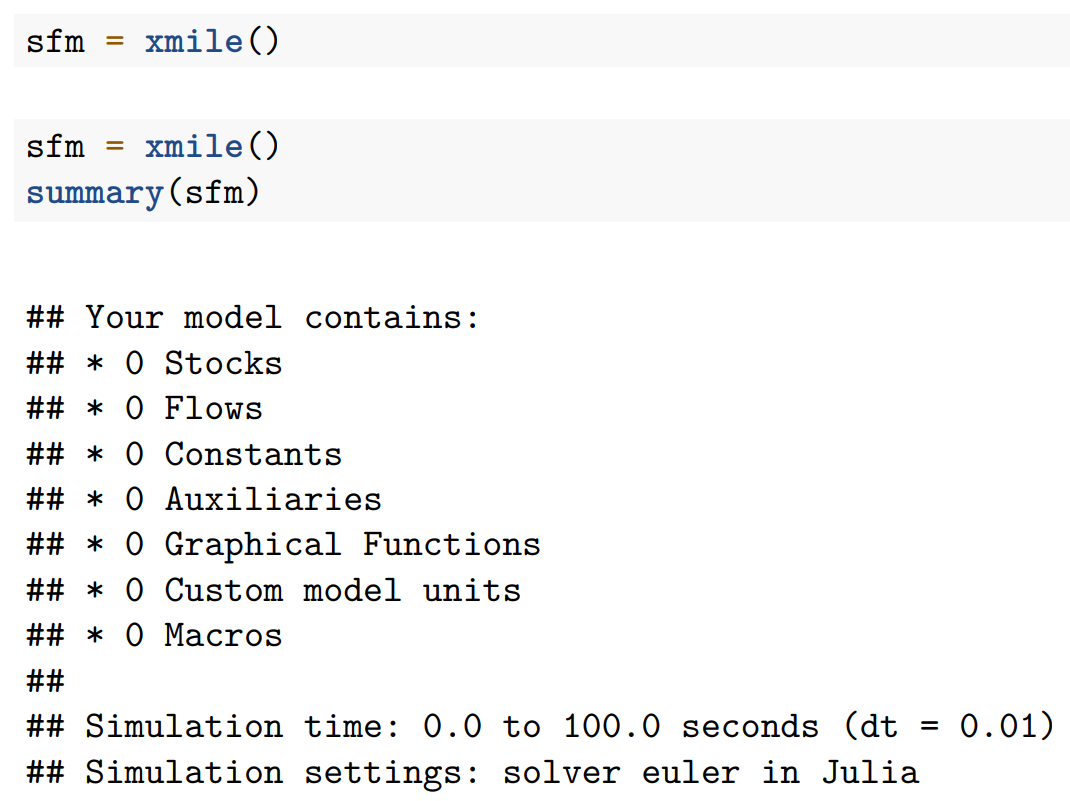 sfm = xmile()
sfm = xmile()
summary(sfm)
## Your model contains:
## * 0 Stocks
## * 0 Flows
## * 0 Constants
## * 0 Auxiliaries
## * 0 Graphical Functions
## * 0 Custom model units
## * 0 Macros
##
## Simulation time: 0.0 to 100.0 seconds (dt = 0.01)
## Simulation settings: solver euler in Julia